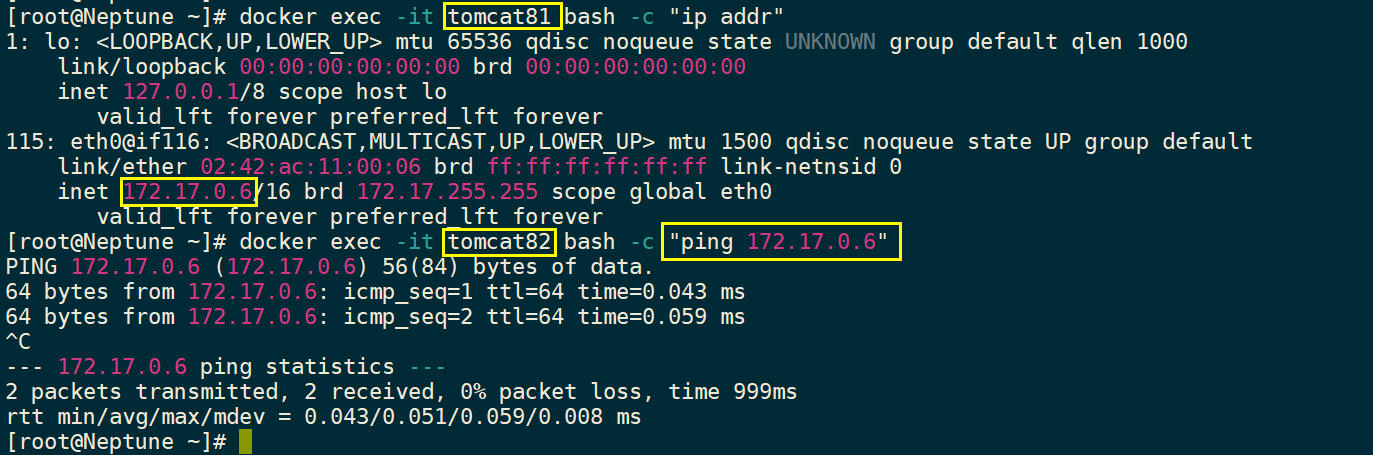 [root@Neptune ~]# docker exec -it tomcat81 bash -c "ip addr"
1: lo: <LOOPBACK,UP,LOWER_UP> mtu 65536 qdisc noqueue state UNKNOWN group default qlen 1000
    link/loopback 00:00:00:00:00:00 brd 00:00:00:00:00:00
    inet 127.0.0.1/8 scope host lo
       valid_lft forever preferred_lft forever
115: eth0@if116: <BROADCAST,MULTICAST,UP,LOWER_UP> mtu 1500 qdisc noqueue state UP group default
    link/ether 02:42:ac:11:00:06 brd ff:ff:ff:ff:ff:ff link-netnsid 0
    inet 172.17.0.6/16 brd 172.17.255.255 scope global eth0
       valid_lft forever preferred_lft forever
[root@Neptune ~]# docker exec -it tomcat82 bash -c "ping 172.17.0.6"
PING 172.17.0.6 (172.17.0.6) 56(84) bytes of data.
64 bytes from 172.17.0.6: icmp_seq=1 ttl=64 time=0.043 ms
64 bytes from 172.17.0.6: icmp_seq=2 ttl=64 time=0.059 ms
^C
--- 172.17.0.6 ping statistics ---
2 packets transmitted, 2 received, 0% packet loss, time 999ms
rtt min/avg/max/mdev = 0.043/0.051/0.059/0.008 ms
[root@Neptune ~]#